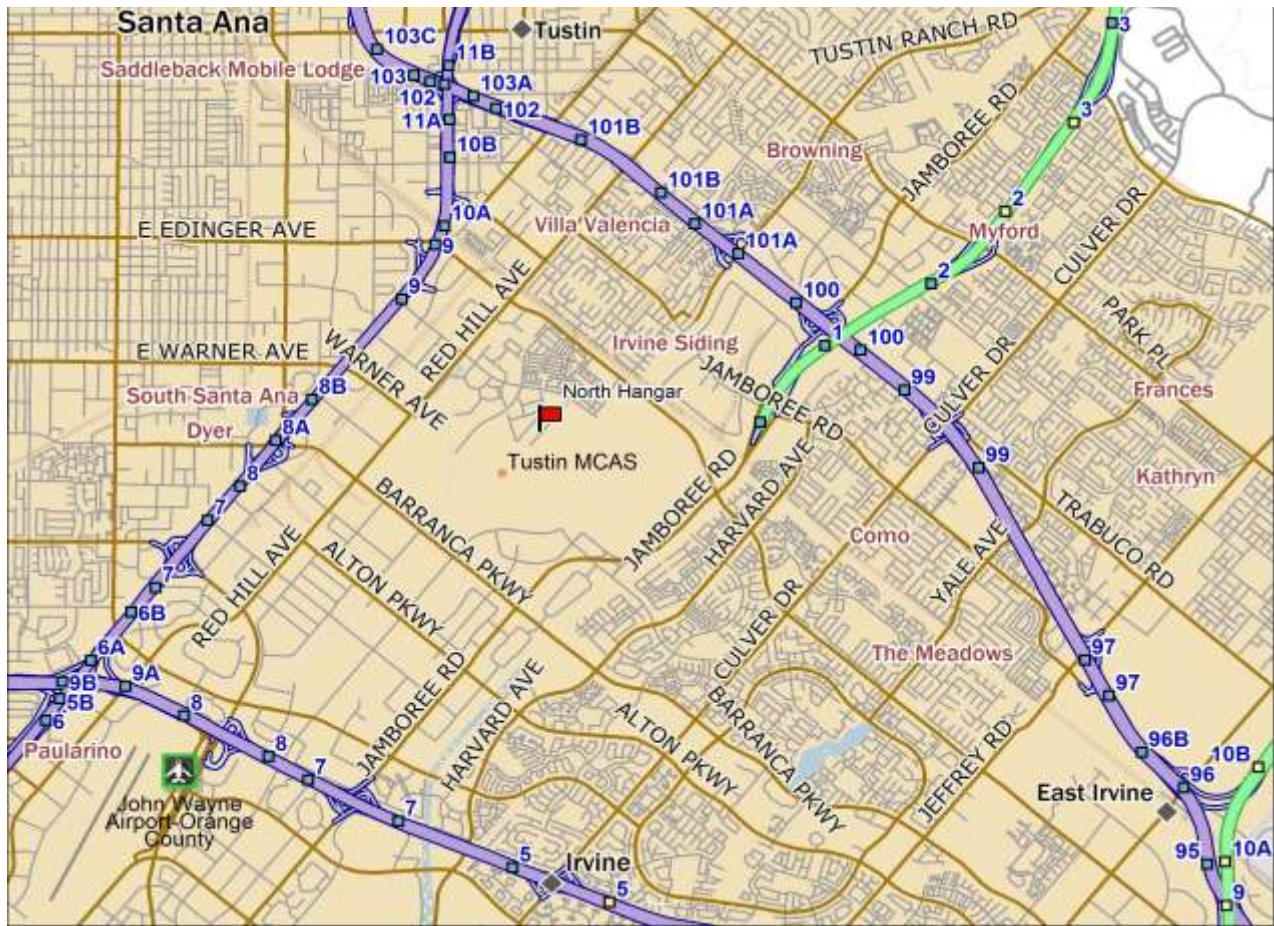 Santa Ana
Tustin
TUSTIN RANCH RD
3
103C
11B
Saddleback Mobile Lodge
103
103A
102
102
11A
3
101B
JAMBOREE RD
10B
Browning
101B
2
10A
Villa Valencia
101A
Myford
CULVER DR
E EDINGER AVE
9
101A
2
9
RED HILL AVE
100
PARK PL
E WARNER AVE
WARNER AVE
Irvine Siding
1
100
JAMBOREE RD
99
CULVER DR
8B
North Hangar
Frances
South Santa Ana
Dyer
8A
Tustin MCAS
99
Kathryn
8
BARRANCA PKWY
JAMBOREE RD
HARVARD AVE
TRABUCO RD
7
Como
YALE AVE
RED HILL AVE
ALTON PKWY
7
6B
CULVER DR
6A
The Meadows
97
9B
9A
5B
JAMBOREE RD
HARVARD AVE
BARRANCA PKWY
97
6
8
ALTON PKWY
JEFFREY RD
Paularino
8
96B
10B
7
96
John Wayne
Airport-Orange
County
East Irvine
7
5
Irvine
95
10A
5
9